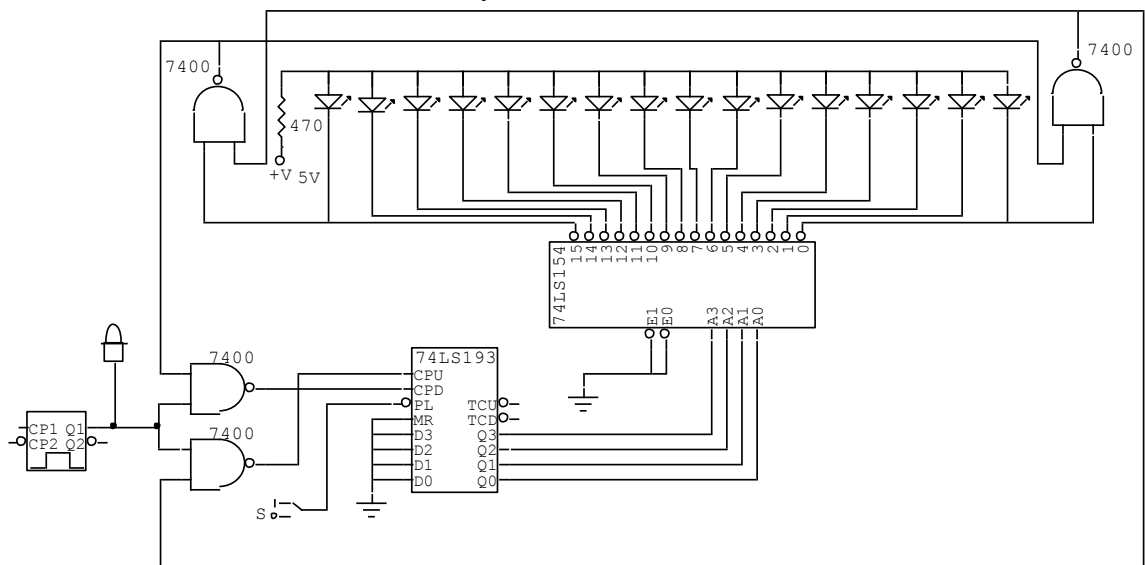 7400
7400
470
+V 5V
15 14 13 12 11 10 9 8 7 6 5 4 3 2 1 0
74LS154
E1 E0 A3 A2 A1 A0
7400
74LS193
CPU
CPD
PL TCU
MR TCD
D3 Q3
D2 Q2
D1 Q1
D0 Q0
7400
CP1 Q1
CP2 Q2
S